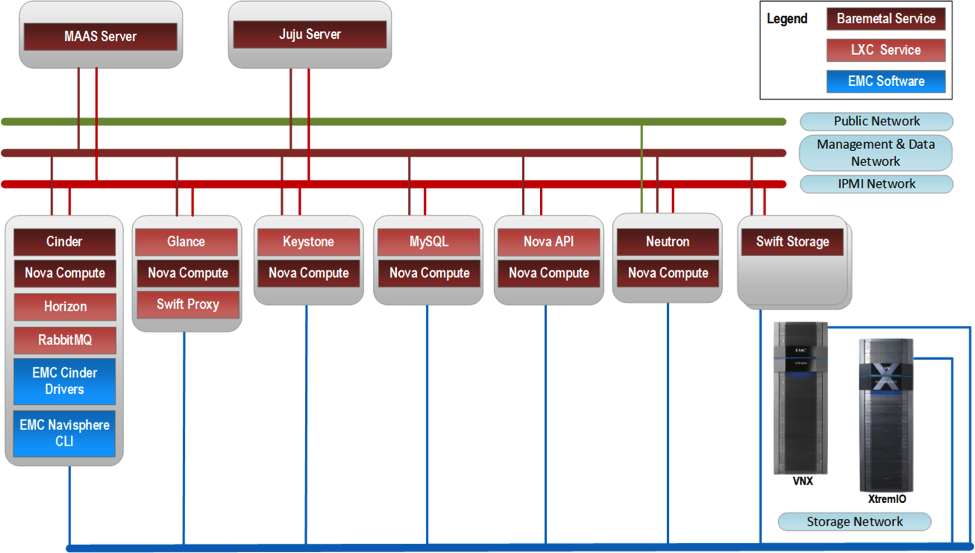 MAAS Server
Juju Server
Legend
Baremetal Service
LXC Service
EMC Software
Public Network
Management & Data
Network
IPMI Network
Cinder
Nova Compute
Horizon
RabbitMQ
EMC Cinder
Drivers
EMC Navisphere
CLI
Glance
Nova Compute
Swift Proxy
Keystone
Nova Compute
MySQL
Nova Compute
Nova API
Nova Compute
Neutron
Nova Compute
Swift Storage
EMC
X
VNX
XtremIO
Storage Network